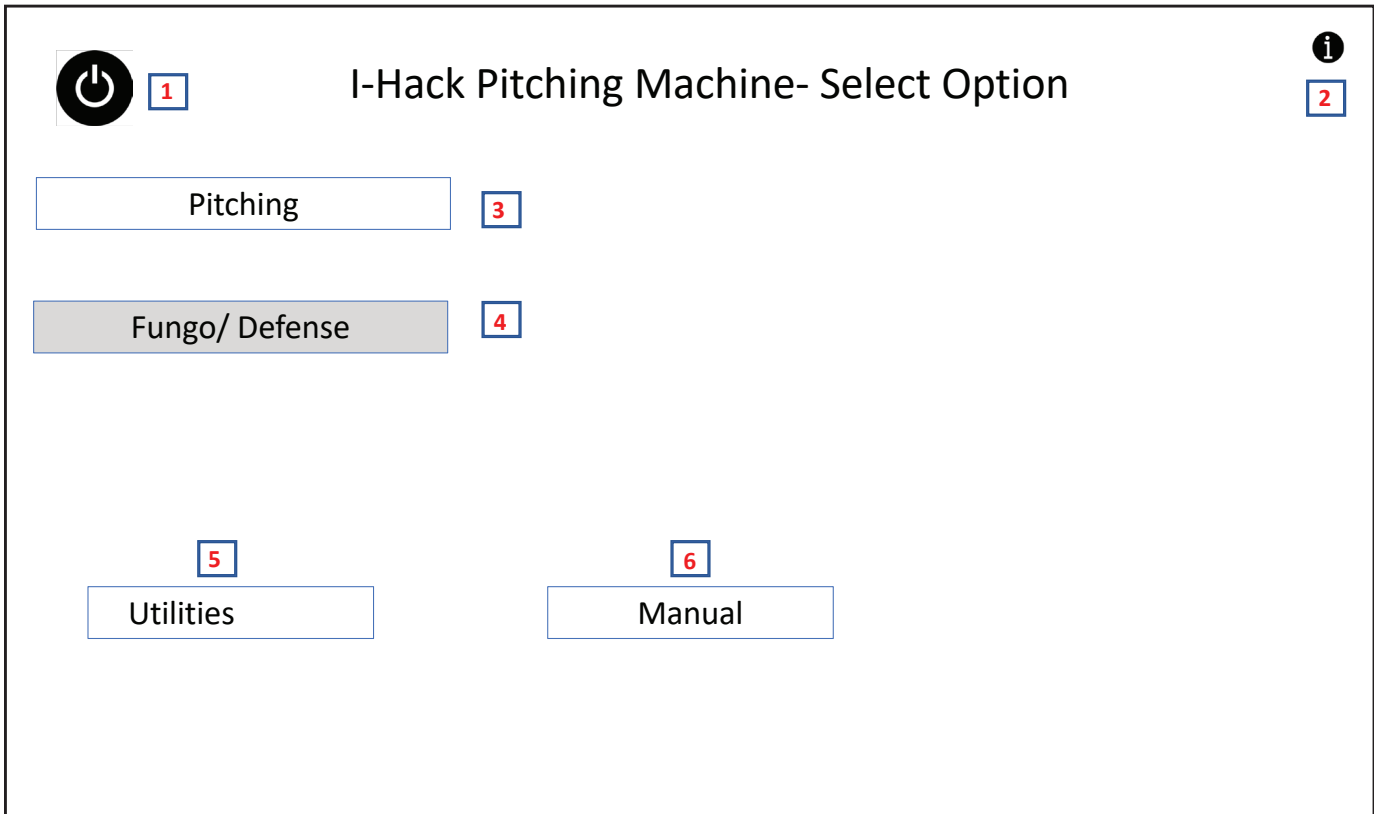 1
I-Hack Pitching Machine- Select Option
2
Pitching
3
Fungo/ Defense
4
5
6
Utilities
Manual